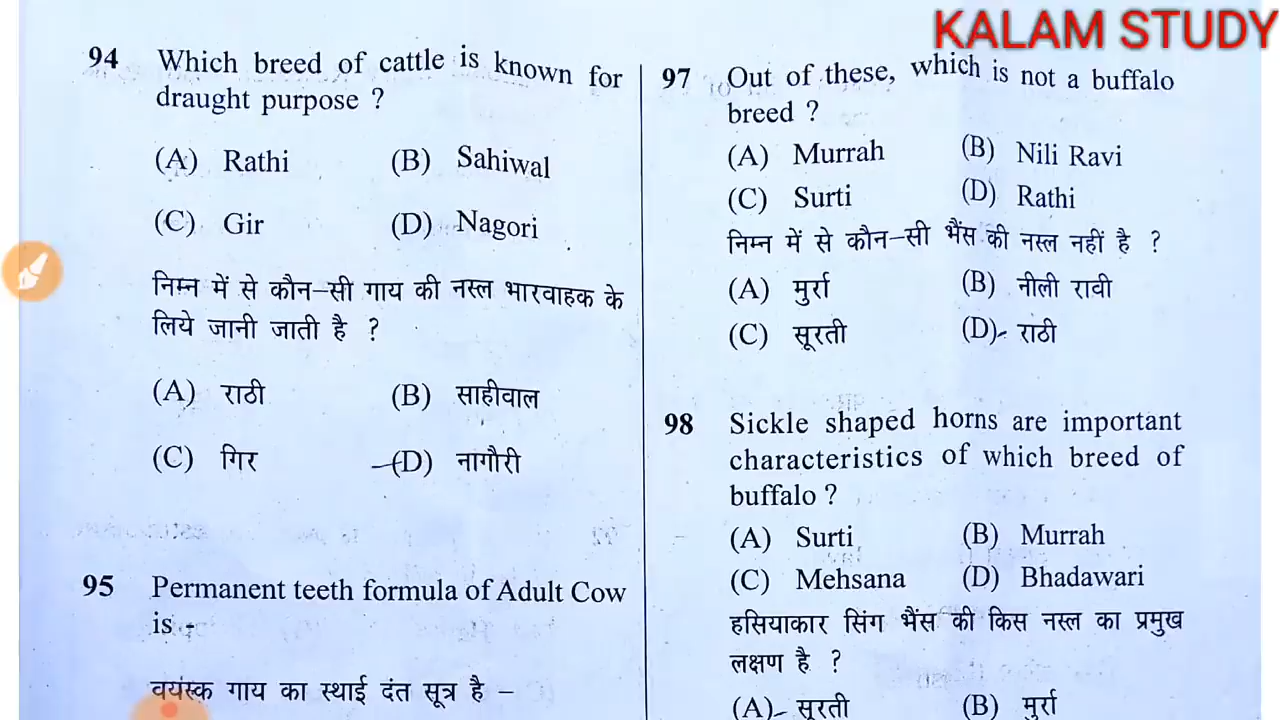 KALAM STUDY
94 Which breed of cattle is known for
draught purpose ?
(A) Rathi (B) Sahiwal
(C) Gir (D) Nagori
निम्न में से कौन-सी गाय की नस्ल भारवाहक के
लिये जानी जाती है ?
(A) राठी (B) साहीवाल
(C) गिर (D) नागौरी
95 Permanent teeth formula of Adult Cow
is -
वयंस्क गाय का स्थाई दंत सूत्र है -
97 Out of these, which is not a buffalo
breed ?
(A) Murrah (B) Nili Ravi
(C) Surti (D) Rathi
निम्न में से कौन-सी भैंस की नस्ल नहीं है ?
(A) मुर्रा (B) नीली रावी
(C) सूरती (D) राठी
98 Sickle shaped horns are important
characteristics of which breed of
buffalo ?
(A) Surti (B) Murrah
(C) Mehsana (D) Bhadawari
हसियाकार सिंग भैंस की किस नस्ल का प्रमुख
लक्षण है ?
(A) सूरती (B) मुर्रा